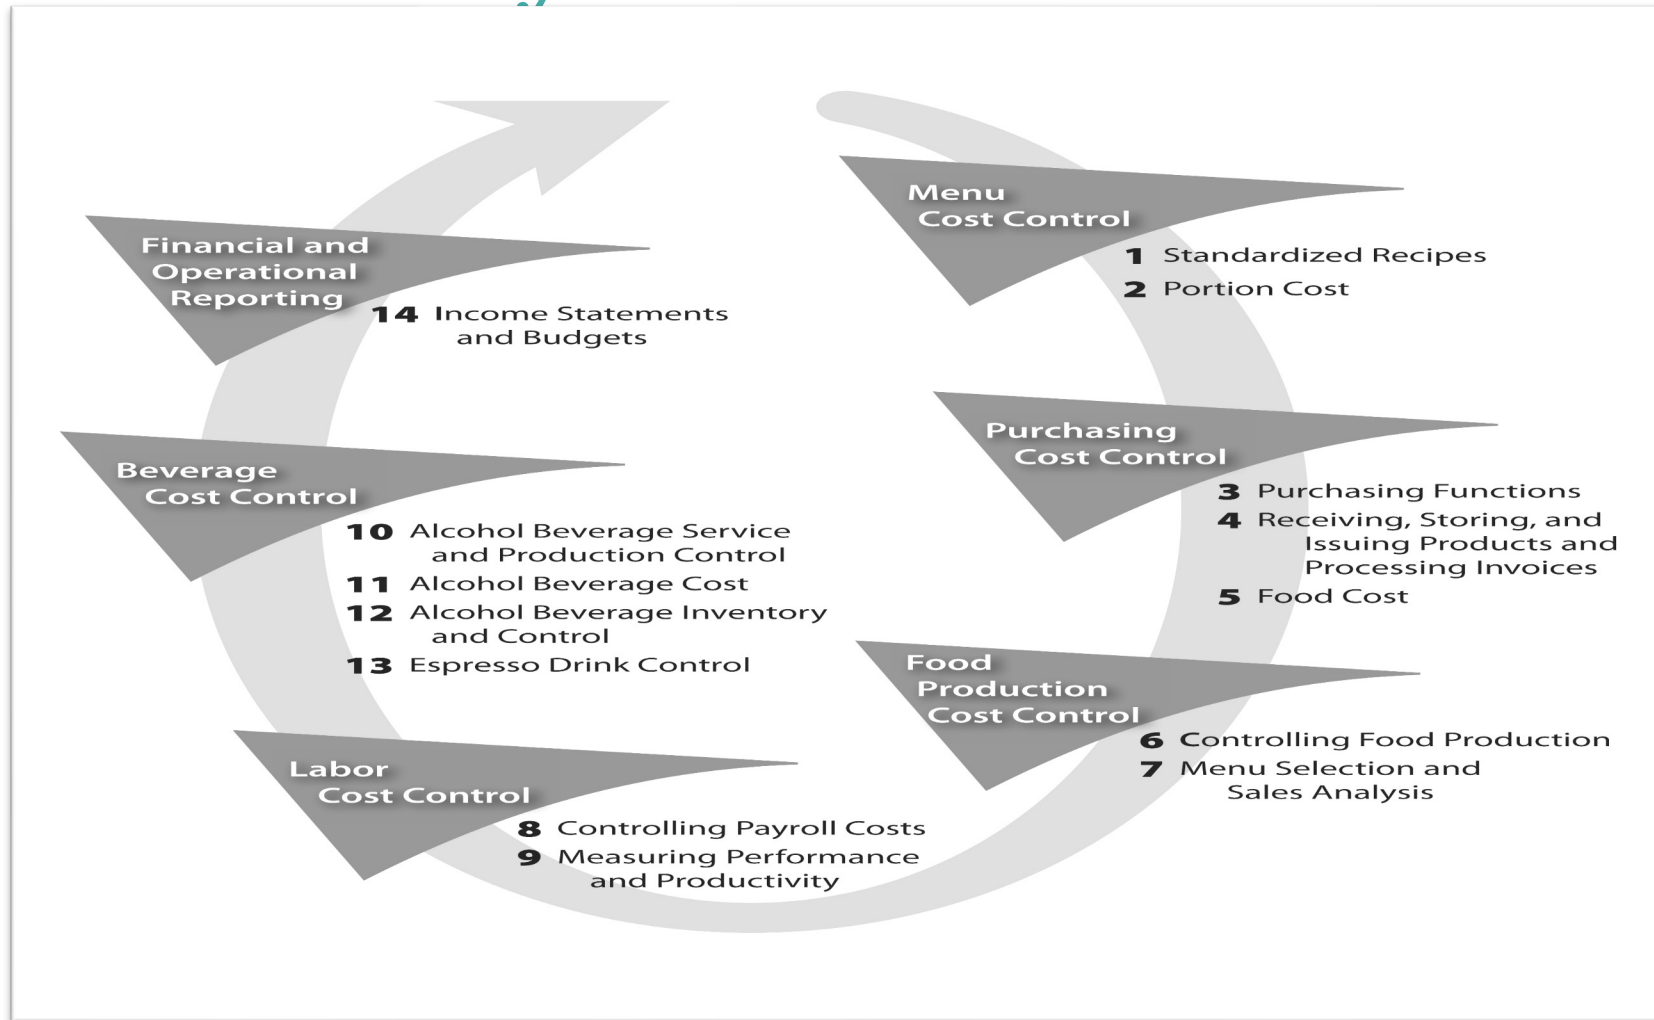 Menu
Cost Control
1 Standardized Recipes
2 Portion Cost
Purchasing
Cost Control
3 Purchasing Functions
4 Receiving, Storing, and
Issuing Products and
Processing Invoices
5 Food Cost
Food
Production
Cost Control
6 Controlling Food Production
7 Menu Selection and
Sales Analysis
Labor
Cost Control
8 Controlling Payroll Costs
9 Measuring Performance
and Productivity
Beverage
Cost Control
10 Alcohol Beverage Service
and Production Control
11 Alcohol Beverage Cost
12 Alcohol Beverage Inventory
and Control
13 Espresso Drink Control
Financial and
Operational
Reporting
14 Income Statements
and Budgets